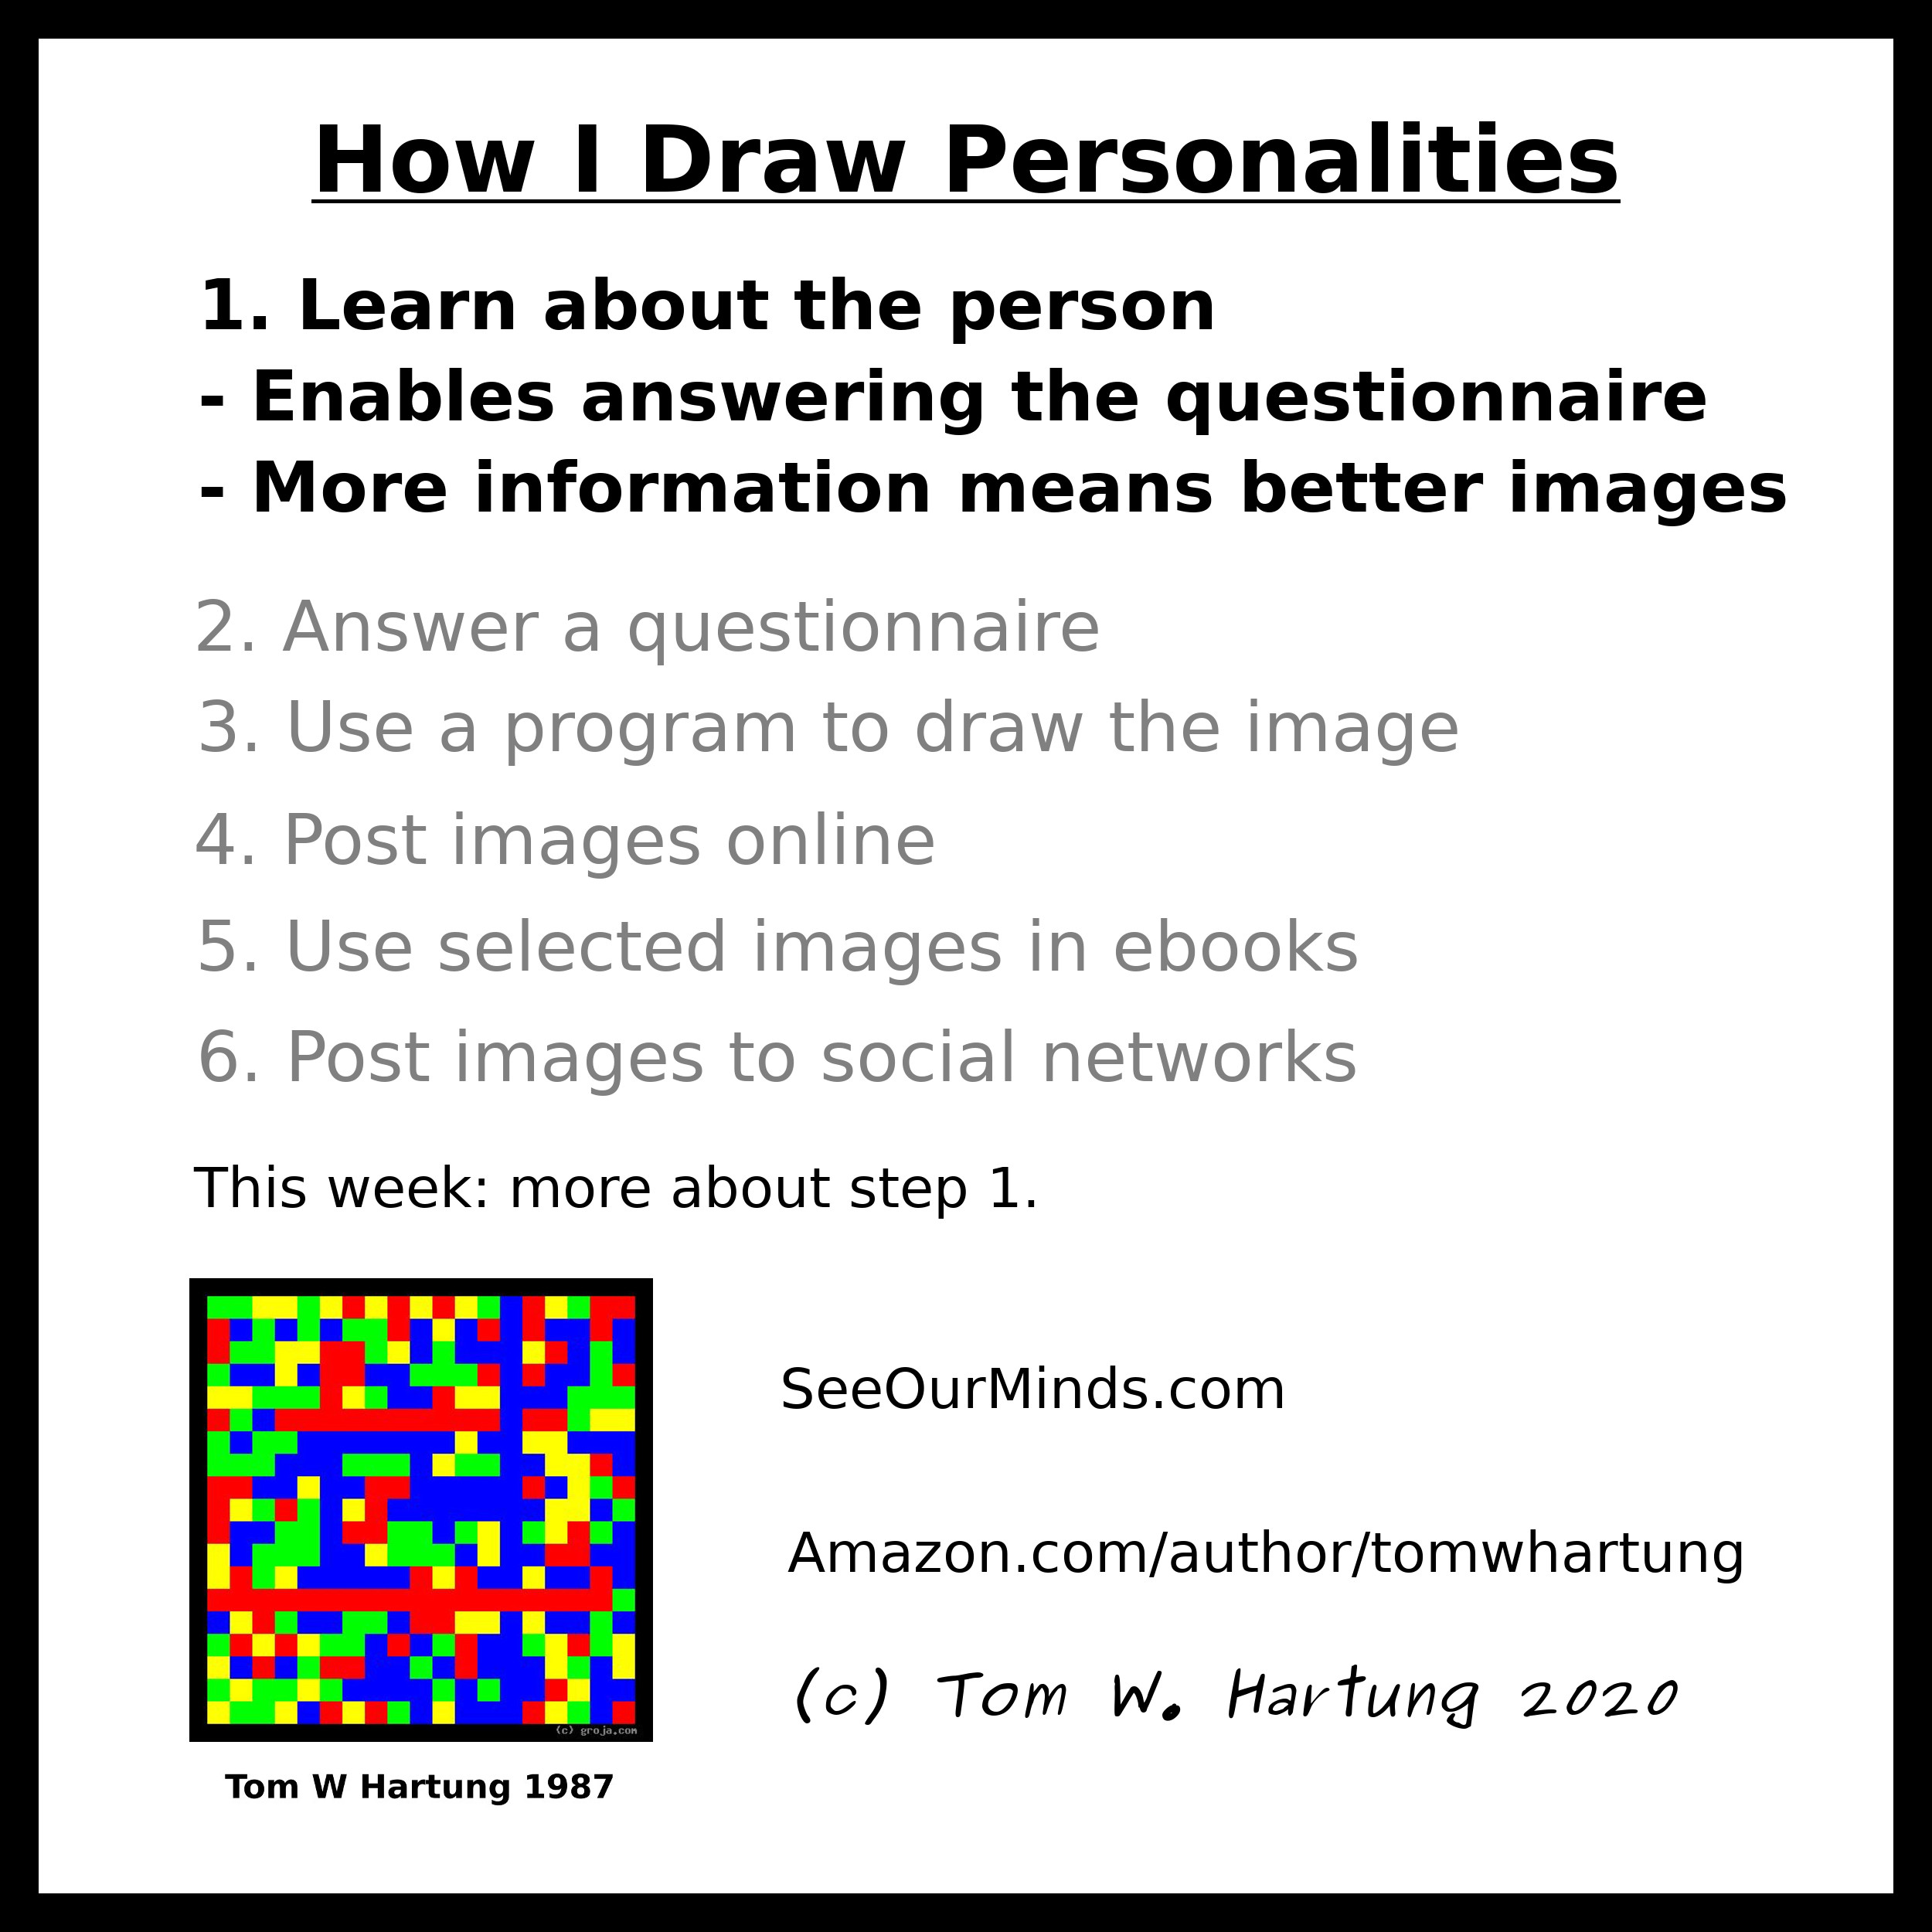 How I Draw Personalities
1. Learn about the person
- Enables answering the questionnaire
- More information means better images
2. Answer a questionnaire
3. Use a program to draw the image
4. Post images online
5. Use selected images in ebooks
6. Post images to social networks
This week: more about step 1.
SeeOurMinds.com
Amazon.com/author/tomwhartung
(c) Tom W. Hartung 2020
(c) groja.com
Tom W Hartung 1987